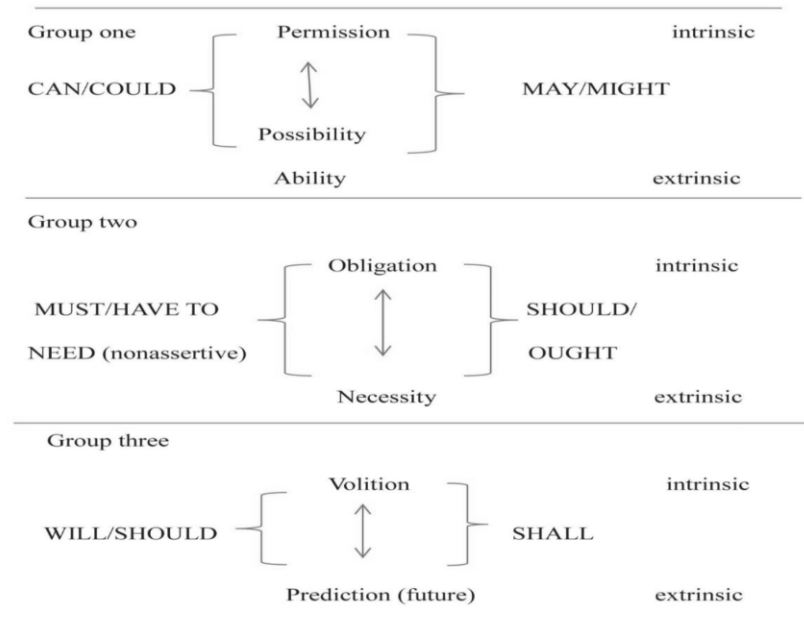 Group one Permission intrinsic
CAN/COULD MAY/MIGHT
Possibility
Ability extrinsic
Group two
Obligation intrinsic
MUST/HAVE TO SHOULD/
NEED (nonassertive) OUGHT
Necessity extrinsic
Group three
Volition intrinsic
WILL/SHOULD SHALL
Prediction (future) extrinsic